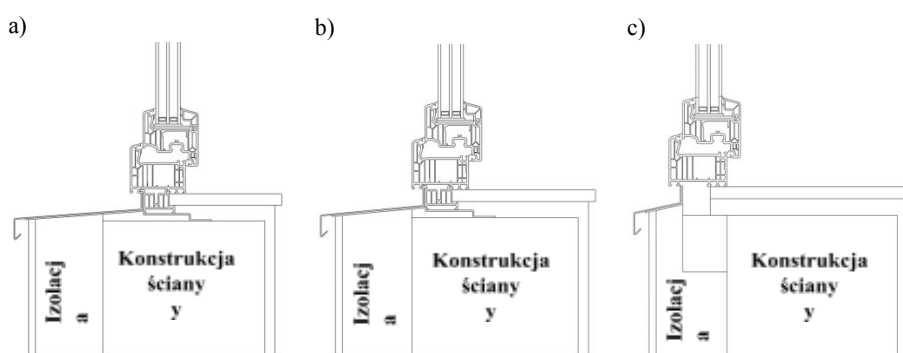 a)
b)
c)
Izolacj
a
Konstrukcja
ściany
y
Izolacj
a
Konstrukcja
ściany
y
Izolacj
a
Konstrukcja
ściany
y